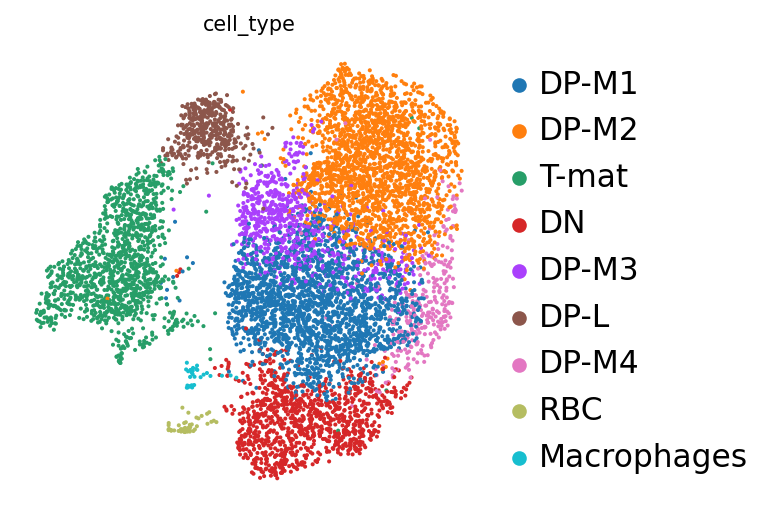 cell_type
DP-M1
DP-M2
T-mat
DN
DP-M3
DP-L
DP-M4
RBC
Macrophages